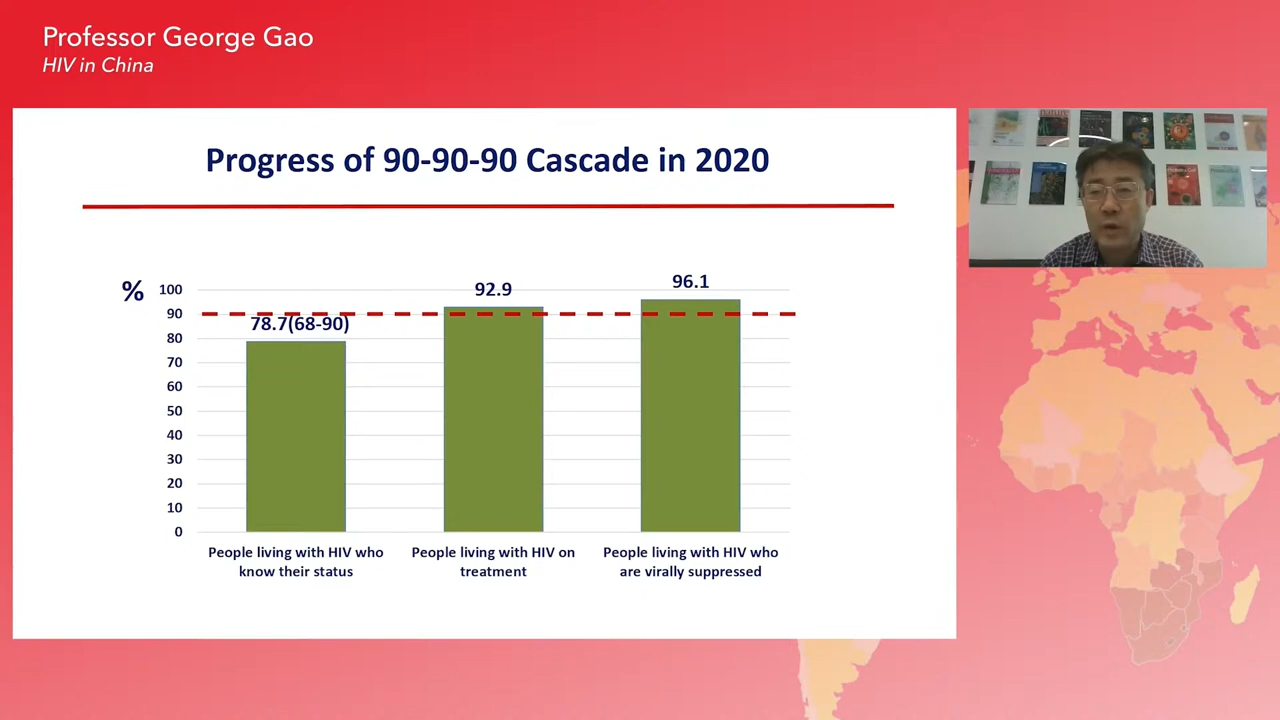 Professor George Gao
HIV in China
Progress of 90-90-90 Cascade in 2020
%
100
90
80
70
60
50
40
30
20
10
0
78.7(68-90)
92.9
96.1
People living with HIV who
know their status
People living with HIV on
treatment
People living with HIV who
are virally suppressed
nature